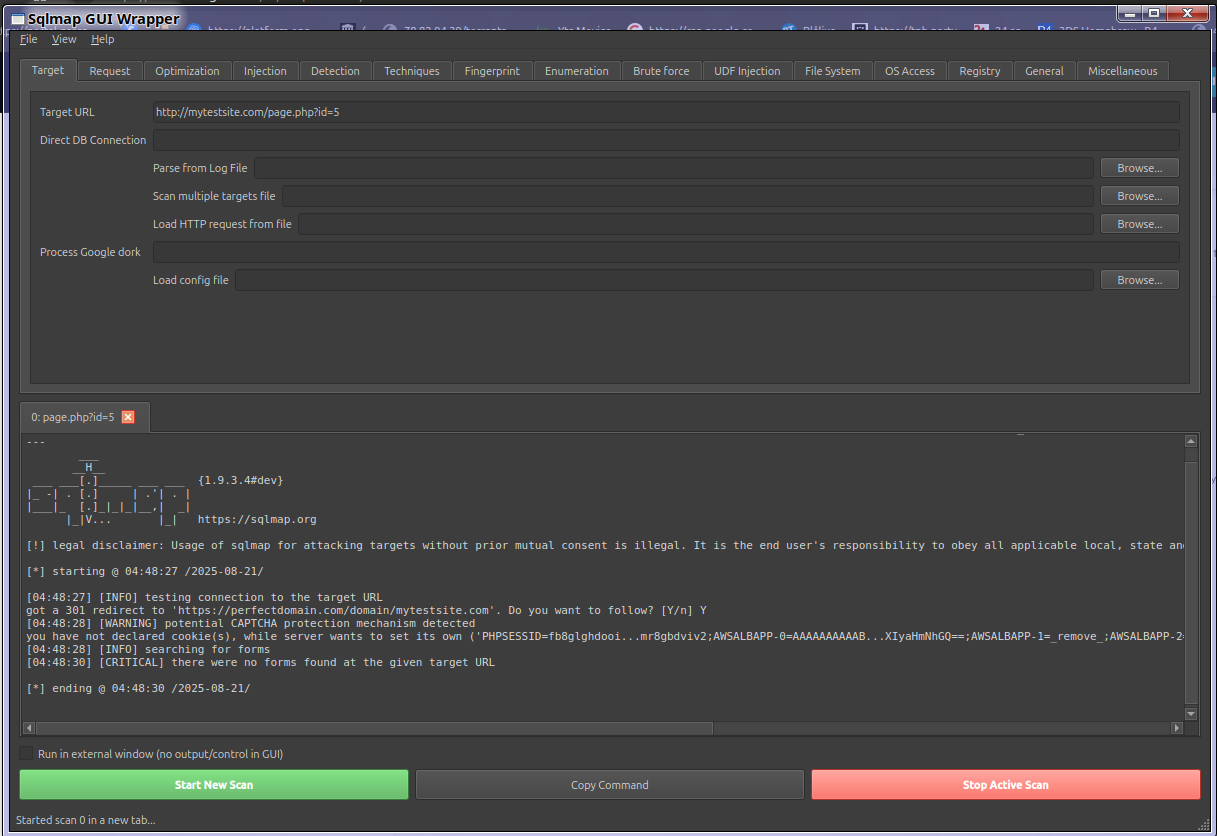 Sqlmap GUI Wrapper
File View Help
Target Request Optimization Injection Detection Techniques Fingerprint Enumeration Brute force UDF Injection File System OS Access Registry General Miscellaneous
Target URL http://mytestsite.com/page.php?id=5
Direct DB Connection
Parse from Log File Browse...
Scan multiple targets file Browse...
Load HTTP request from file Browse...
Process Google dork
Load config file Browse...
0: page.php?id=5
---
        ___
       __H__
 ___ ___[.]_____ ___ ___  {1.9.3.4#dev}
|_ -| . [.]     | .'| . |
|___|_  [.]_|_|_|__,|  _|
      |_|V...       |_|   https://sqlmap.org
[!] legal disclaimer: Usage of sqlmap for attacking targets without prior mutual consent is illegal. It is the end user's responsibility to obey all applicable local, state an
[*] starting @ 04:48:27 /2025-08-21/
[04:48:27] [INFO] testing connection to the target URL
got a 301 redirect to 'https://perfectdomain.com/domain/mytestsite.com'. Do you want to follow? [Y/n] Y
[04:48:28] [WARNING] potential CAPTCHA protection mechanism detected
you have not declared cookie(s), while server wants to set its own ('PHPSESSID=fb8glghdooi...mr8gbdviv2;AWSALBAPP-0=AAAAAAAAAAB...XIyaHmNhGQ==;AWSALBAPP-1=_remove_;AWSALBAPP-2=
[04:48:28] [INFO] searching for forms
[04:48:30] [CRITICAL] there were no forms found at the given target URL
[*] ending @ 04:48:30 /2025-08-21/
Run in external window (no output/control in GUI)
Start New Scan Copy Command Stop Active Scan
Started scan 0 in a new tab...